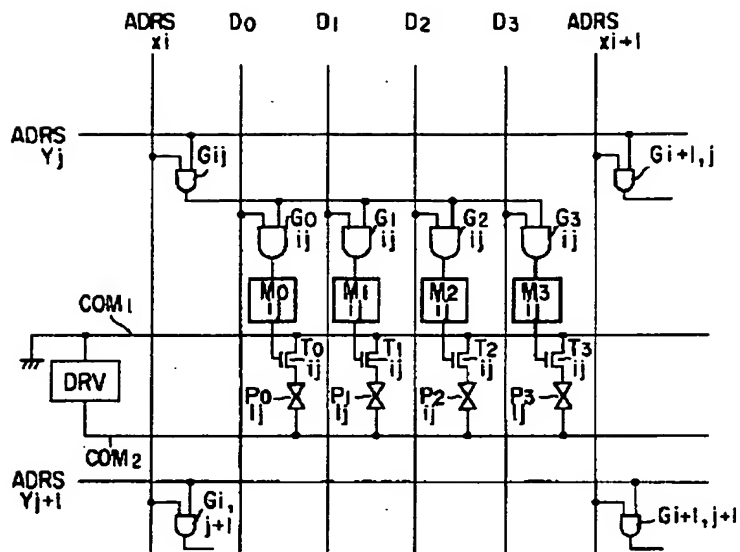 ADRS D0 D1 D2 D3 ADRS
xi xi+1
ADRS
Yj
Gij Gi+1,j
G0 G1 G2 G3
ij ij ij ij
M0 M1 M2 M3
ij ij ij ij
COM1
T0 T1 T2 T3
ij ij ij ij
DRV
P0 P1 P2 P3
ij ij ij ij
COM2
ADRS
Yj+1
Gi,
j+1
Gi+1,j+1